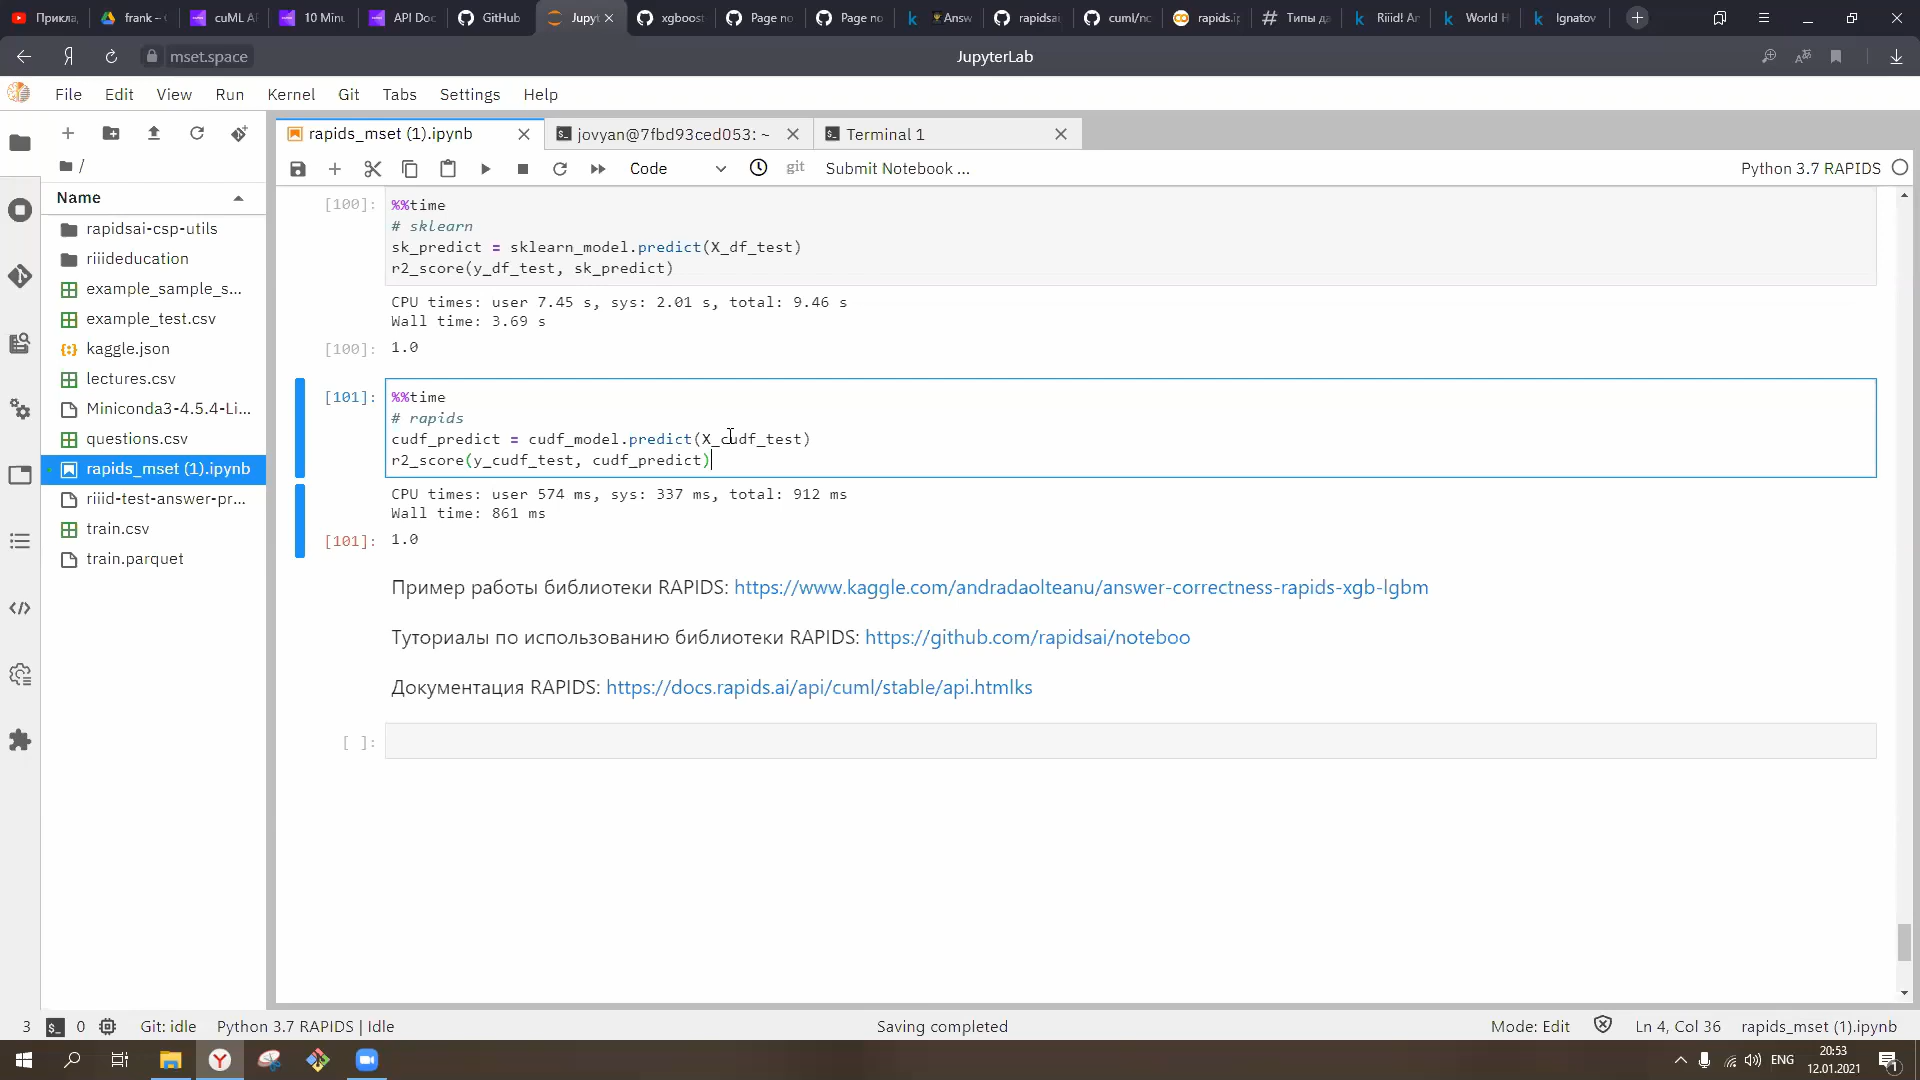 Прикла, frank – cuML A 10 Minu API Doc GitHub Jupyt xgboost Page no Page no Answ rapidsai cuml/no rapids.i Типы да Riiid! Ar World H Ignatov
mset.space JupyterLab
File Edit View Run Kernel Git Tabs Settings Help
rapids_mset (1).ipynb jovyan@7fbd93ced053: ~ Terminal 1
Code git Submit Notebook ... Python 3.7 RAPIDS
/
Name
rapidsai-csp-utils
riiideducation
example_sample_s...
example_test.csv
kaggle.json
lectures.csv
Miniconda3-4.5.4-Li...
questions.csv
rapids_mset (1).ipynb
riiid-test-answer-pr...
train.csv
train.parquet
[100]: %%time
# sklearn
sk_predict = sklearn_model.predict(X_df_test)
r2_score(y_df_test, sk_predict)
CPU times: user 7.45 s, sys: 2.01 s, total: 9.46 s
Wall time: 3.69 s
[100]: 1.0
[101]: %%time
# rapids
cudf_predict = cudf_model.predict(X_cudf_test)
r2_score(y_cudf_test, cudf_predict)
CPU times: user 574 ms, sys: 337 ms, total: 912 ms
Wall time: 861 ms
[101]: 1.0
Пример работы библиотеки RAPIDS: https://www.kaggle.com/andradaolteanu/answer-correctness-rapids-xgb-lgbm
Туториалы по использованию библиотеки RAPIDS: https://github.com/rapidsai/noteboo
Документация RAPIDS: https://docs.rapids.ai/api/cuml/stable/api.htmlks
[ ]:
3 0 Git: idle Python 3.7 RAPIDS | Idle Saving completed Mode: Edit Ln 4, Col 36 rapids_mset (1).ipynb
ENG 20:53
12.01.2021
1